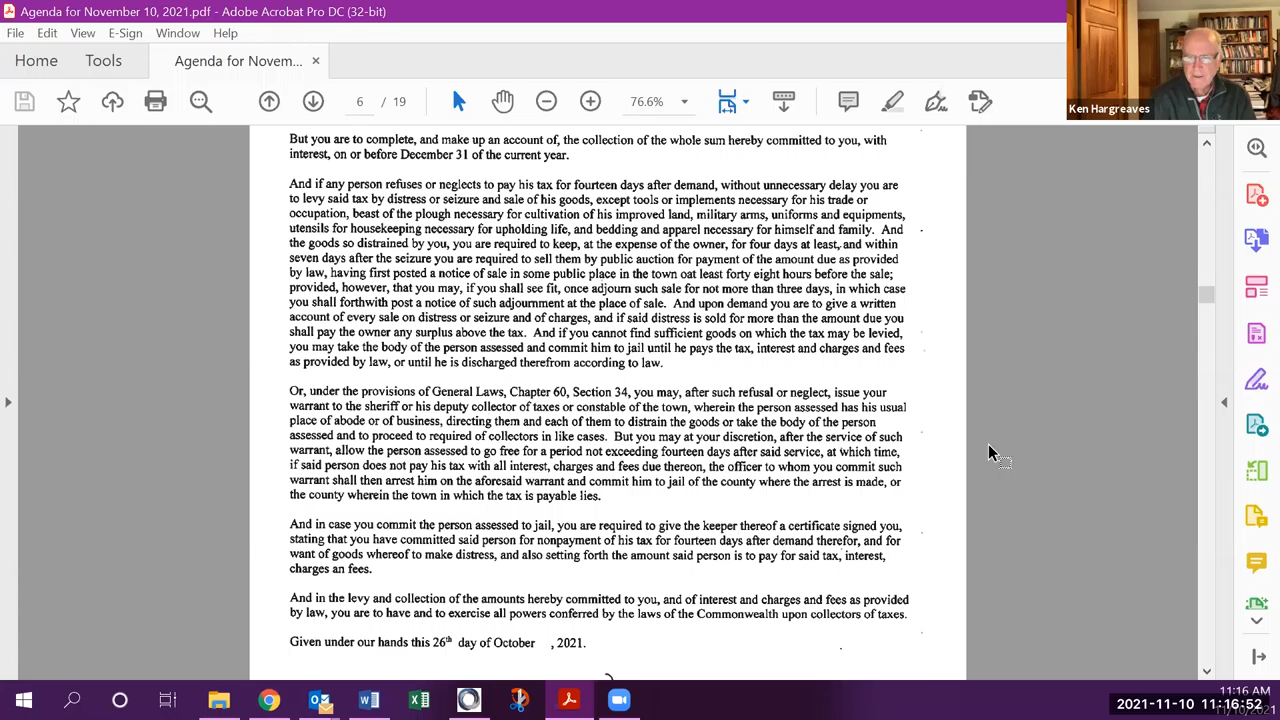 Agenda for November 10, 2021.pdf - Adobe Acrobat Pro DC (32-bit)
File Edit View E-Sign Window Help
Home Tools Agenda for Novem... ×
6 / 19 76.6%
Ken Hargreaves
But you are to complete, and make up an account of, the collection of the whole sum hereby committed to you, with
interest, on or before December 31 of the current year.
And if any person refuses or neglects to pay his tax for fourteen days after demand, without unnecessary delay you are
to levy said tax by distress or seizure and sale of his goods, except tools or implements necessary for his trade or
occupation, beast of the plough necessary for cultivation of his improved land, military arms, uniforms and equipments,
utensils for housekeeping necessary for upholding life, and bedding and apparel necessary for himself and family. And
the goods so distrained by you, you are required to keep, at the expense of the owner, for four days at least, and within
seven days after the seizure you are required to sell them by public auction for payment of the amount due as provided
by law, having first posted a notice of sale in some public place in the town oat least forty eight hours before the sale;
provided, however, that you may, if you shall see fit, once adjourn such sale for not more than three days, in which case
you shall forthwith post a notice of such adjournment at the place of sale. And upon demand you are to give a written
account of every sale on distress or seizure and of charges, and if said distress is sold for more than the amount due you
shall pay the owner any surplus above the tax. And if you cannot find sufficient goods on which the tax may be levied,
you may take the body of the person assessed and commit him to jail until he pays the tax, interest and charges and fees
as provided by law, or until he is discharged therefrom according to law.
Or, under the provisions of General Laws, Chapter 60, Section 34, you may, after such refusal or neglect, issue your
warrant to the sheriff or his deputy collector of taxes or constable of the town, wherein the person assessed has his usual
place of abode or of business, directing them and each of them to distrain the goods or take the body of the person
assessed and to proceed to required of collectors in like cases. But you may at your discretion, after the service of such
warrant, allow the person assessed to go free for a period not exceeding fourteen days after said service, at which time,
if said person does not pay his tax with all interest, charges and fees due thereon, the officer to whom you commit such
warrant shall then arrest him on the aforesaid warrant and commit him to jail of the county where the arrest is made, or
the county wherein the town in which the tax is payable lies.
And in case you commit the person assessed to jail, you are required to give the keeper thereof a certificate signed you,
stating that you have committed said person for nonpayment of his tax for fourteen days after demand therefor, and for
want of goods whereof to make distress, and also setting forth the amount said person is to pay for said tax, interest,
charges an fees.
And in the levy and collection of the amounts hereby committed to you, and of interest and charges and fees as provided
by law, you are to have and to exercise all powers conferred by the laws of the Commonwealth upon collectors of taxes.
Given under our hands this 26th day of October , 2021.
11:16 AM
2021-11-10 11:16:52